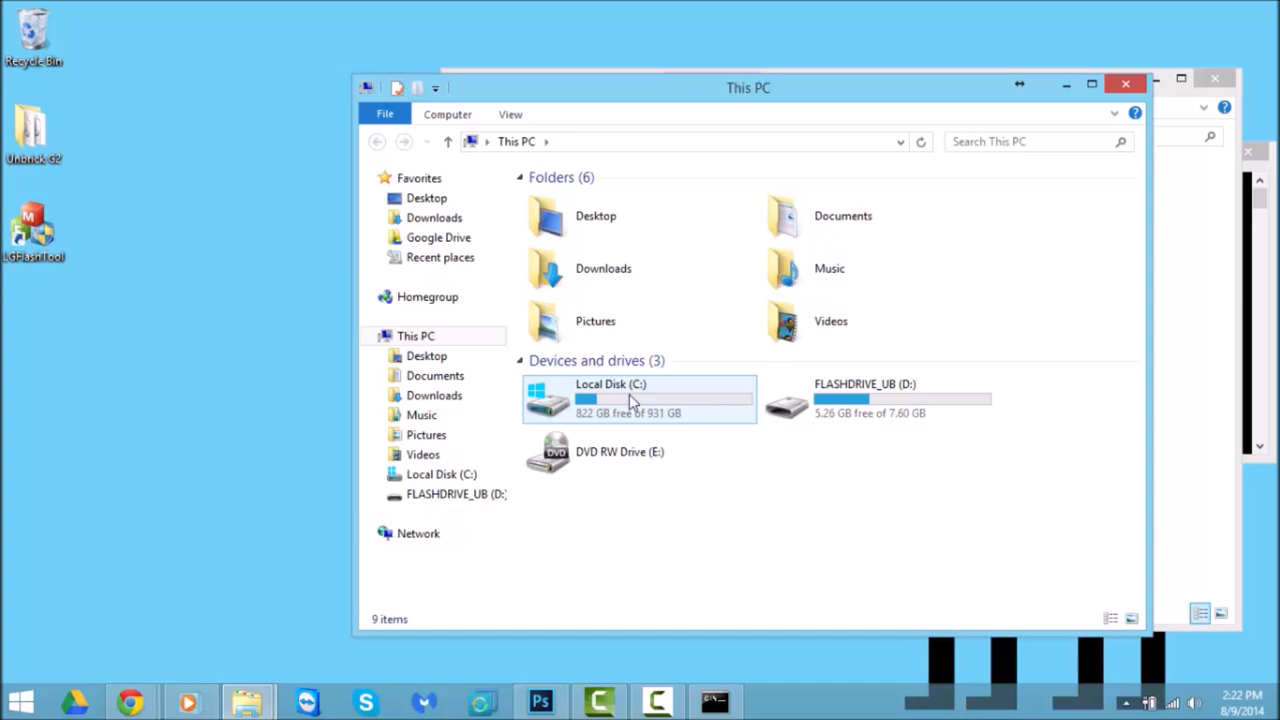 Recycle Bin
Unbrick G2
LGFlashTool
This PC
File
Computer
View
This PC
Search This PC
Favorites
Desktop
Downloads
Google Drive
Recent places
Homegroup
This PC
Desktop
Documents
Downloads
Music
Pictures
Videos
Local Disk (C:)
FLASHDRIVE_UB (D:)
Network
Folders (6)
Desktop
Documents
Downloads
Music
Pictures
Videos
Devices and drives (3)
Local Disk (C:)
822 GB free of 931 GB
FLASHDRIVE_UB (D:)
5.26 GB free of 7.60 GB
DVD
DVD RW Drive (E:)
9 items
Ps
C:\_
2:22 PM
8/9/2014